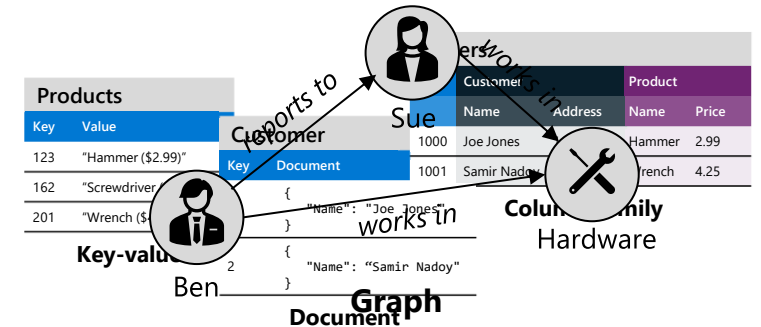 Products
Key Value
123 "Hammer ($2.99)"
162 "Screwdriver (
201 "Wrench ($
Key-value
Customer
Key Document
{
"Name": "Joe Jones"
}
2 {
"Name": “Samir Nadoy"
}
Document
ers
Customer Product
Name Address Name Price
1000 Joe Jones Hammer 2.99
1001 Samir Nadoy Wrench 4.25
Column family
reports to
works in
works in
Sue
Ben
Hardware
Graph